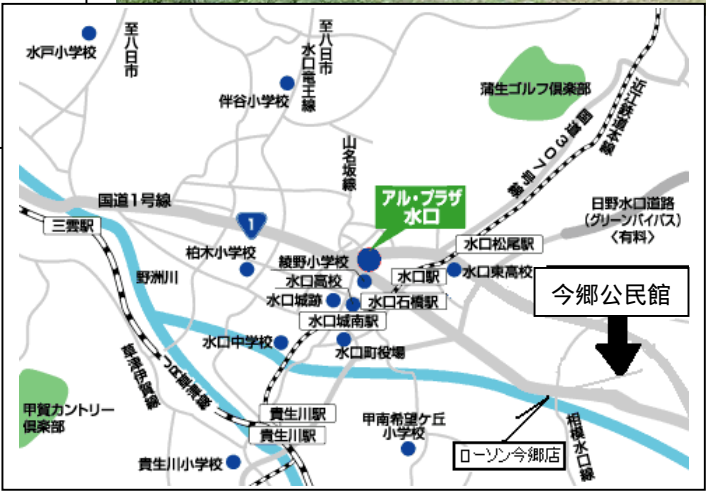 至八日市
至八日市
水戸小学校
水口竜王線
伴谷小学校
蒲生ゴルフ倶楽部
近江鉄道本線
国道307号線
山名坂線
アル・プラザ
水口
国道1号線
1
三雲駅
日野水口道路
(グリーンバイパス)
〈有料〉
柏木小学校
綾野小学校
水口松尾駅
野洲川
水口高校
水口駅
水口東高校
水口城跡
水口石橋駅
今郷公民館
水口城南駅
水口中学校
水口町役場
草津伊賀線
甲賀カントリー
倶楽部
貴生川駅
貴生川駅
甲南希望ケ丘
小学校
相模水口線
ローソン今郷店
貴生川小学校